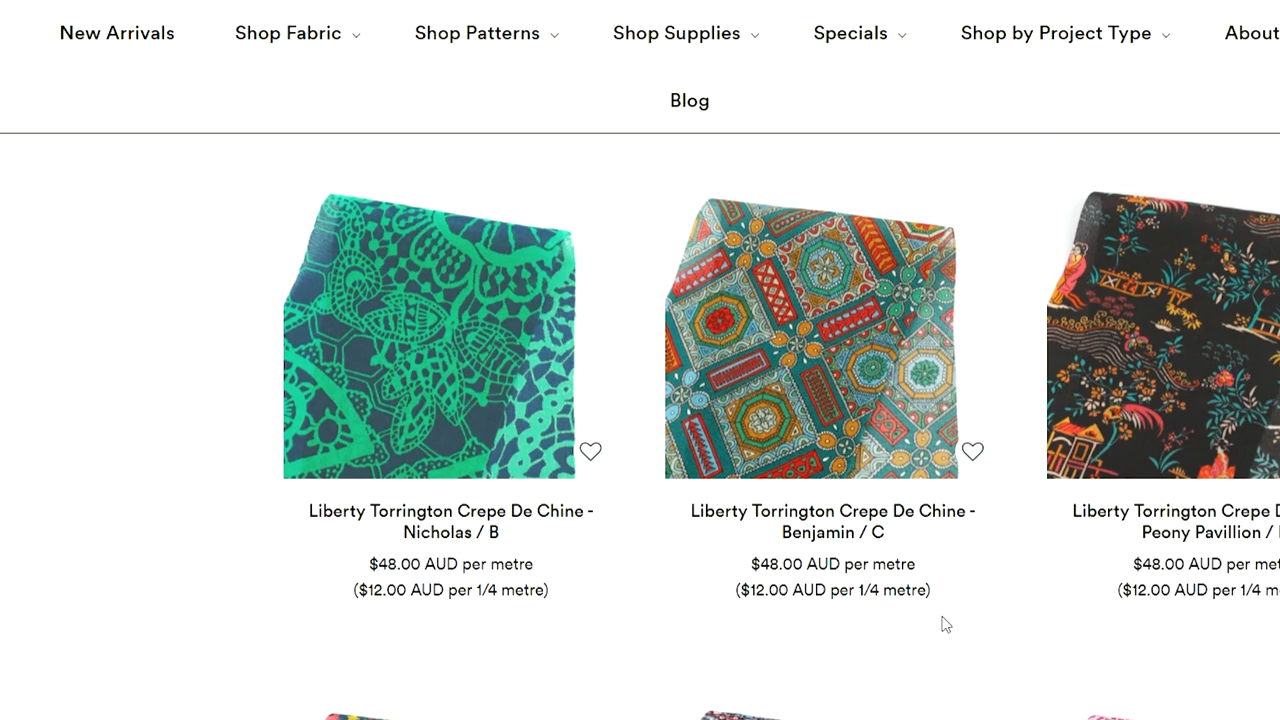 New Arrivals
Shop Fabric
Shop Patterns
Shop Supplies
Specials
Shop by Project Type
About
Blog
Liberty Torrington Crepe De Chine -
Nicholas / B
$48.00 AUD per metre
($12.00 AUD per 1/4 metre)
Liberty Torrington Crepe De Chine -
Benjamin / C
$48.00 AUD per metre
($12.00 AUD per 1/4 metre)
Liberty Torrington Crepe
Peony Pavillion /
$48.00 AUD per
($12.00 AUD per 1/4